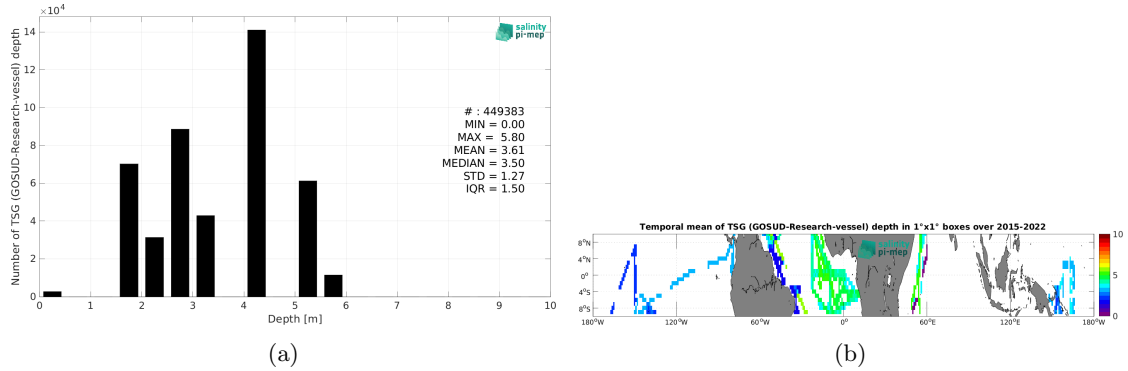 ×10⁴
14
12
10
8
6
4
2
0
Number of TSG (GOSUD-Research-vessel) depth
salinity
pi-mep
# : 449383
MIN = 0.00
MAX = 5.80
MEAN = 3.61
MEDIAN = 3.50
STD = 1.27
IQR = 1.50
0 1 2 3 4 5 6 7 8 9 10
Depth [m]
(a)
Temporal mean of TSG (GOSUD-Research-vessel) depth in 1°x1° boxes over 2015-2022
salinity
pi-mep
8°N
4°N
0°
4°S
8°S
180°W 120°W 60°W 0° 60°E 120°E 180°W
10
5
0
(b)